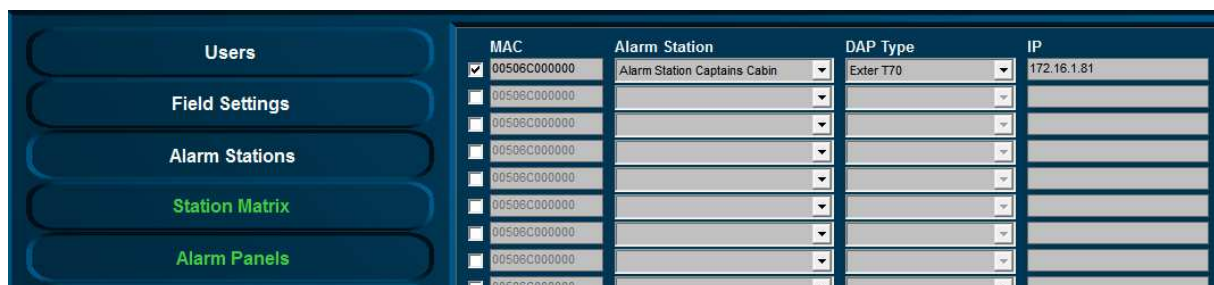 Users
Field Settings
Alarm Stations
Station Matrix
Alarm Panels
MAC Alarm Station DAP Type IP
00506C000000 Alarm Station Captains Cabin Exter T70 172.16.1.81
00506C000000
00506C000000
00506C000000
00506C000000
00506C000000
00506C000000
00506C000000